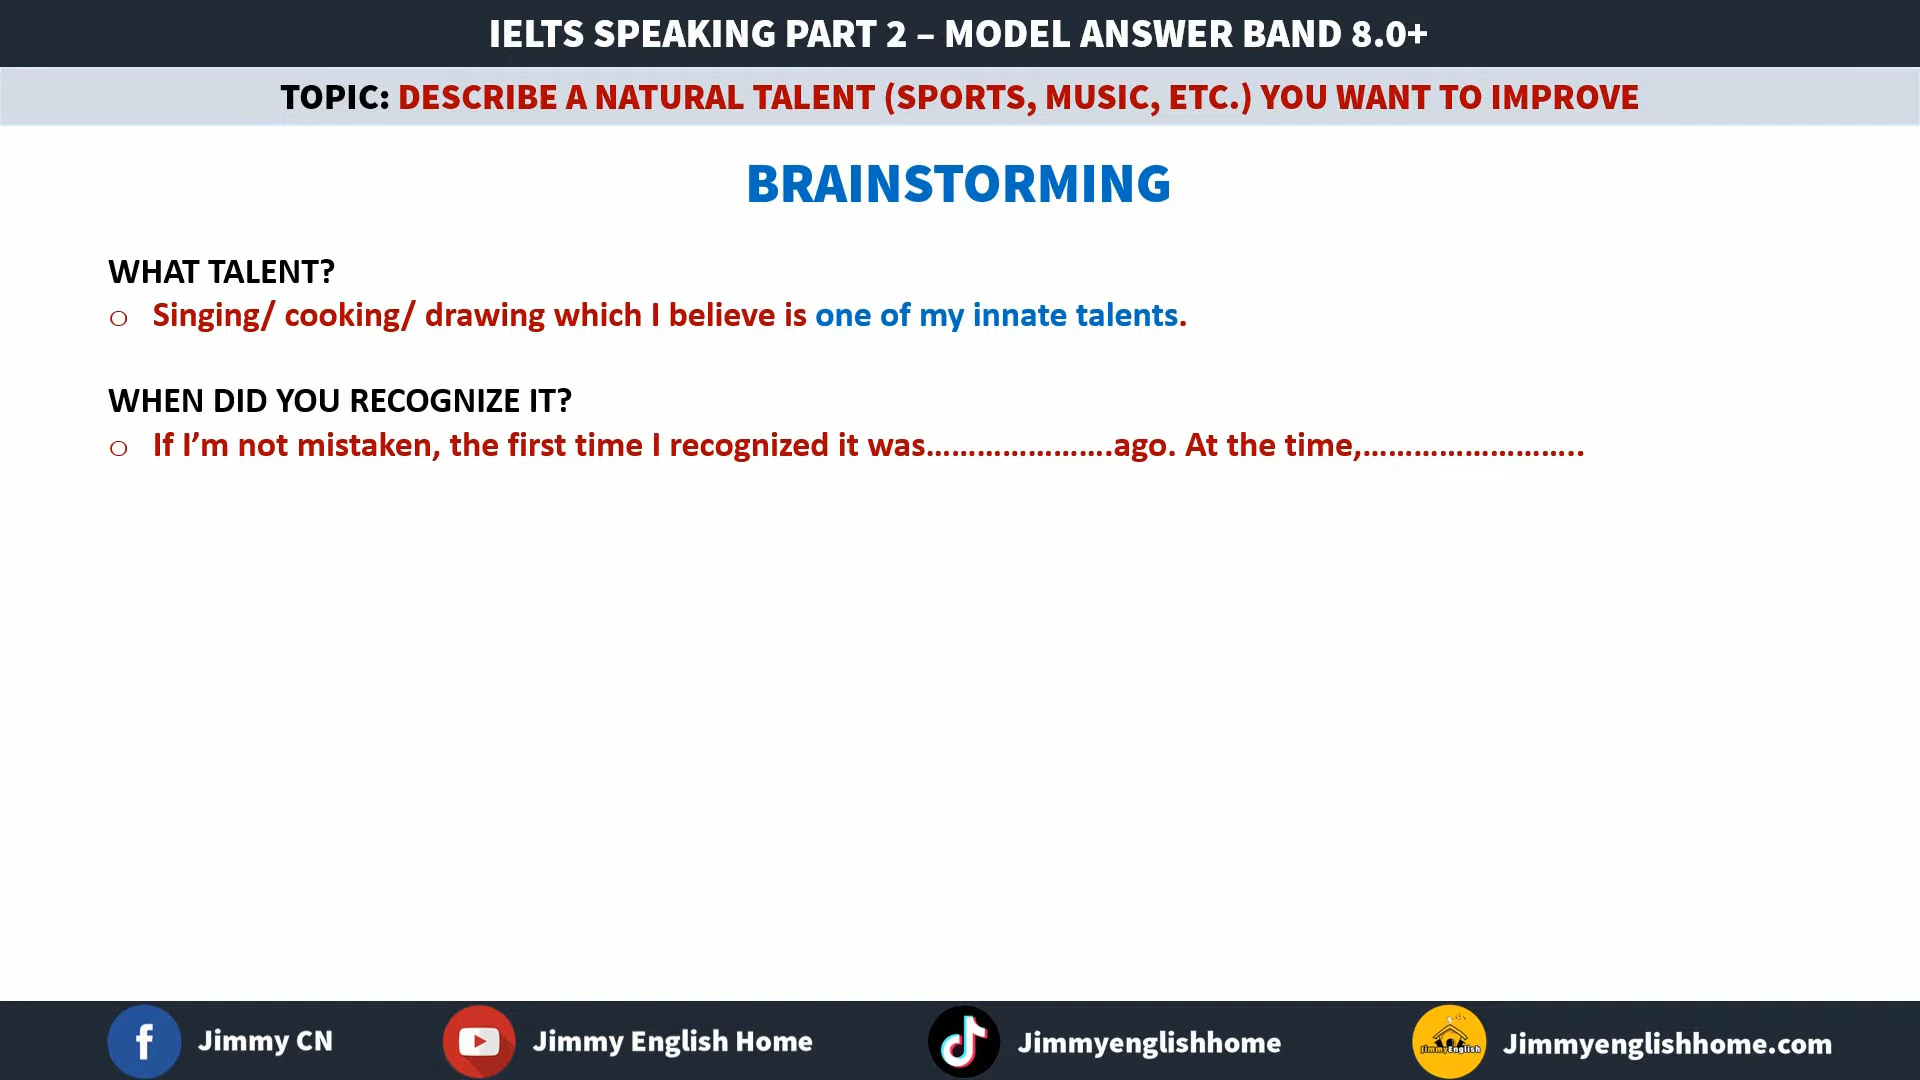 IELTS SPEAKING PART 2 – MODEL ANSWER BAND 8.0+
TOPIC: DESCRIBE A NATURAL TALENT (SPORTS, MUSIC, ETC.) YOU WANT TO IMPROVE
BRAINSTORMING
WHAT TALENT?
o Singing/ cooking/ drawing which I believe is one of my innate talents.
WHEN DID YOU RECOGNIZE IT?
o If I’m not mistaken, the first time I recognized it was………………….ago. At the time,……………………..
Jimmy CN
Jimmy English Home
Jimmyenglishhome
JimmyEnglish
Jimmyenglishhome.com